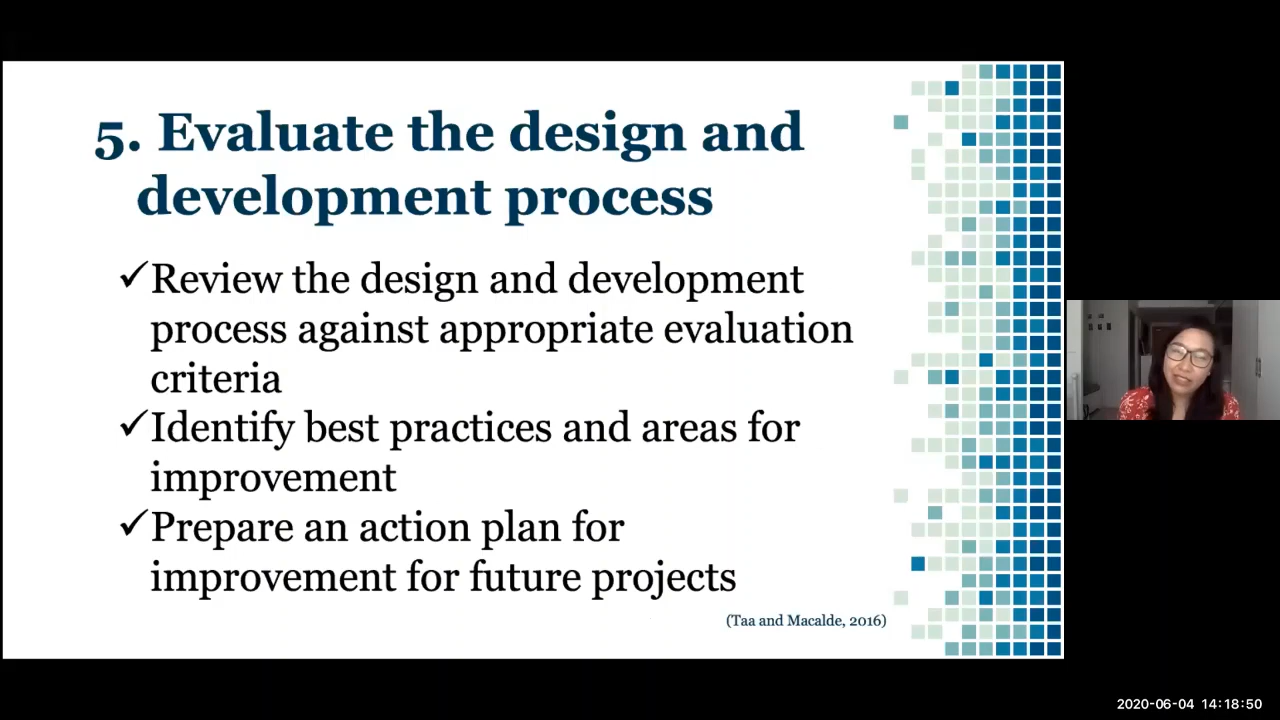 5. Evaluate the design and
development process
✓Review the design and development
process against appropriate evaluation
criteria
✓Identify best practices and areas for
improvement
✓Prepare an action plan for
improvement for future projects
(Taa and Macalde, 2016)
2020-06-04 14:18:50